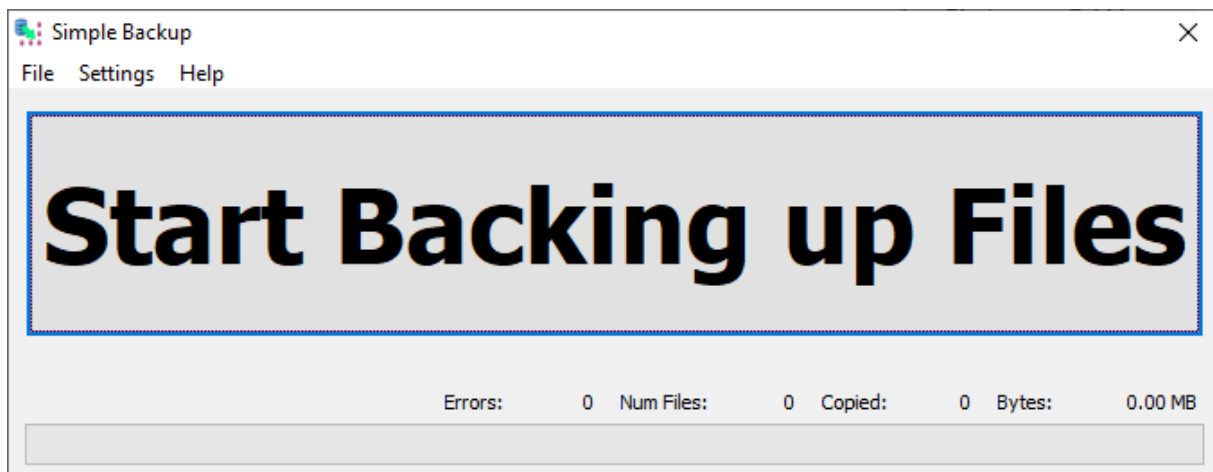 Simple Backup
File Settings Help
Start Backing up Files
Errors: 0 Num Files: 0 Copied: 0 Bytes: 0.00 MB